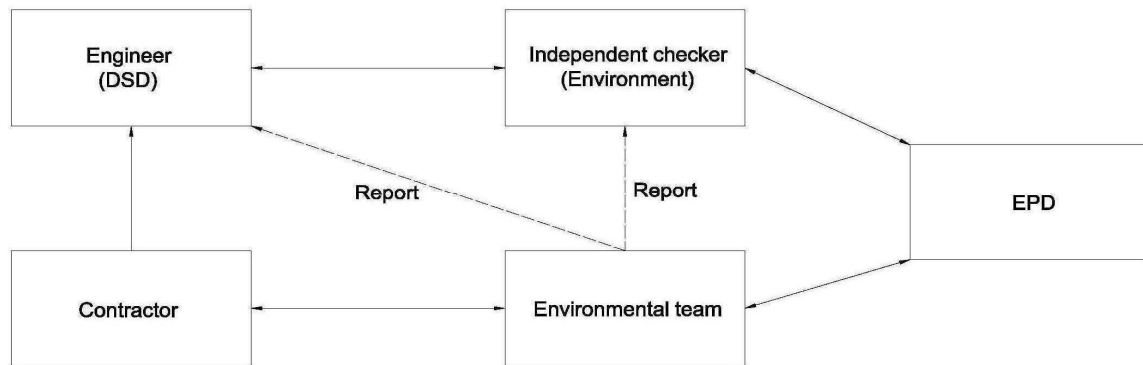 Engineer
(DSD)
Independent checker
(Environment)
EPD
Report
Report
Contractor
Environmental team